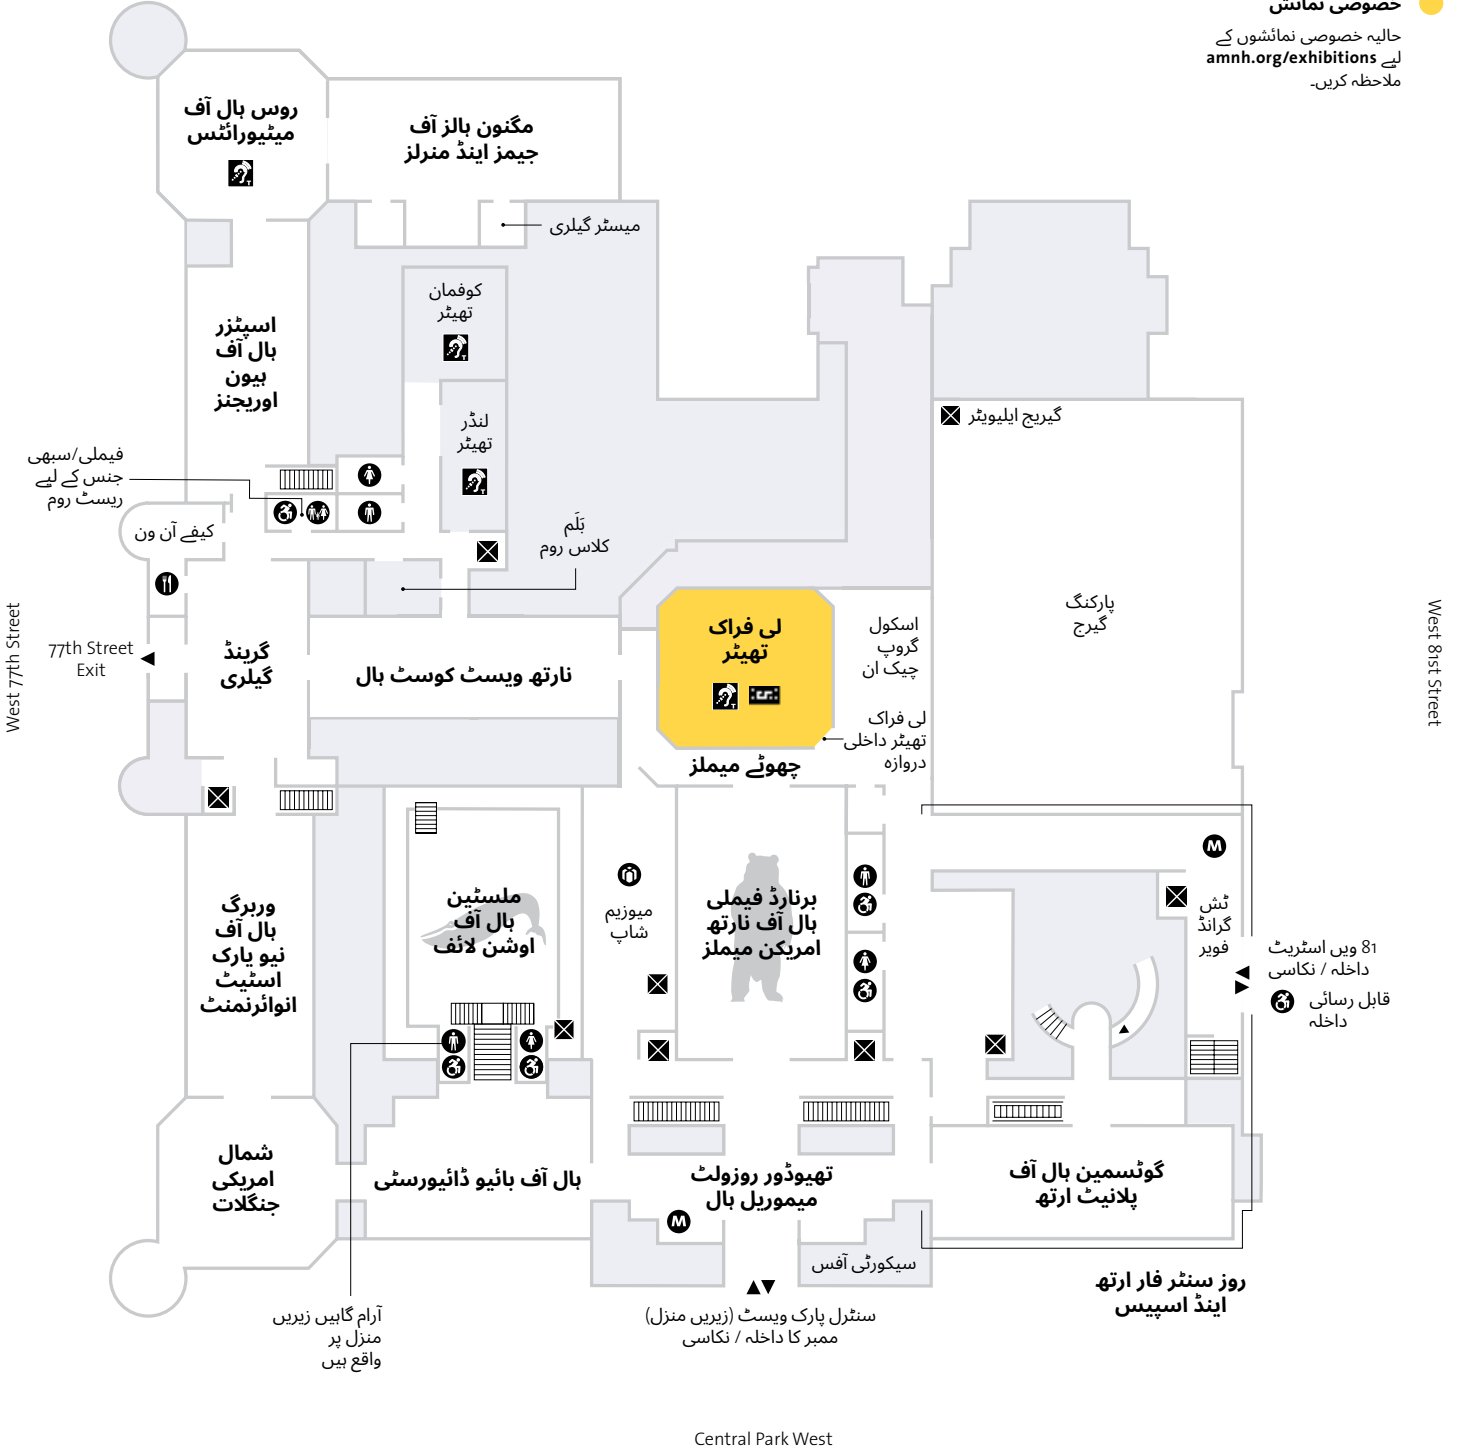 خصوصی نمائش
حالیہ خصوصی نمائشوں کے
لیے amnh.org/exhibitions
ملاحظہ کریں۔
روس ہال آف
میٹیورائٹس
مگنون ہالز آف
جیمز اینڈ منرلز
میسٹر گیلری
کوفمان
تھیٹر
اسپٹزر
ہال آف
ہیون
اوریجنز
لنڈر
تھیٹر
گیریج ایلیویٹر
فیملی/سبھی
جنس کے لیے
ریسٹ روم
کیفے آن ون
بَلَم
کلاس روم
پارکنگ
گیرج
West 77th Street
77th Street
Exit
گرینڈ
گیلری
نارتھ ویسٹ کوسٹ ہال
لی فراک
تھیٹر
اسکول
گروپ
چیک ان
West 81st Street
لی فراک
تھیٹر داخلی
دروازہ
چھوٹے میملز
M
وربرگ
ہال آف
نیو یارک
اسٹیٹ
انوائرنمنٹ
ملسٹین
ہال آف
اوشن لائف
میوزیم
شاپ
برنارڈ فیملی
ہال آف نارتھ
امریکن میملز
ٹش
گرانڈ
فویر
81 ویں اسٹریٹ
داخلہ / نکاسی
قابل رسائی
داخلہ
شمال
امریکی
جنگلات
ہال آف بائیو ڈائیورسٹی
تھیوڈور روزولٹ
میموریل ہال
M
گوٹسمین ہال آف
پلانیٹ ارتھ
سیکورٹی آفس
روز سنٹر فار ارتھ
اینڈ اسپیس
آرام گاہیں زیریں
منزل پر
واقع ہیں
سنٹرل پارک ویسٹ (زیریں منزل)
ممبر کا داخلہ / نکاسی
Central Park West